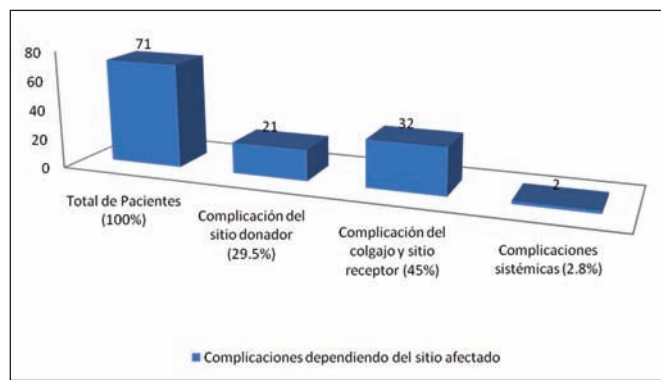 80
60
40
20
0
71
21
32
2
Total de Pacientes
(100%)
Complicación del
sitio donador
(29.5%)
Complicación del
colgajo y sitio
receptor (45%)
Complicaciones
sistémicas (2.8%)
Complicaciones dependiendo del sitio afectado